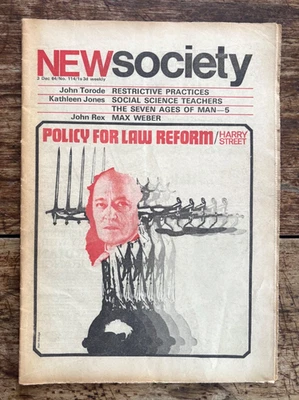 NEWsociety
3 Dec 64/No. 114/1s 3d weekly
John Torode RESTRICTIVE PRACTICES
Kathleen Jones SOCIAL SCIENCE TEACHERS
THE SEVEN AGES OF MAN—5
John Rex MAX WEBER
POLICY FOR LAW REFORM/HARRY
STREET